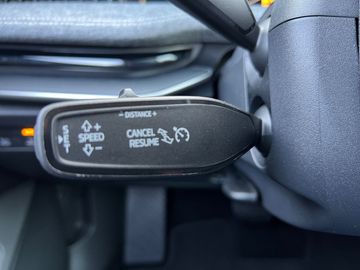 - DISTANCE +
SET
+
SPEED
-
CANCEL
RESUME